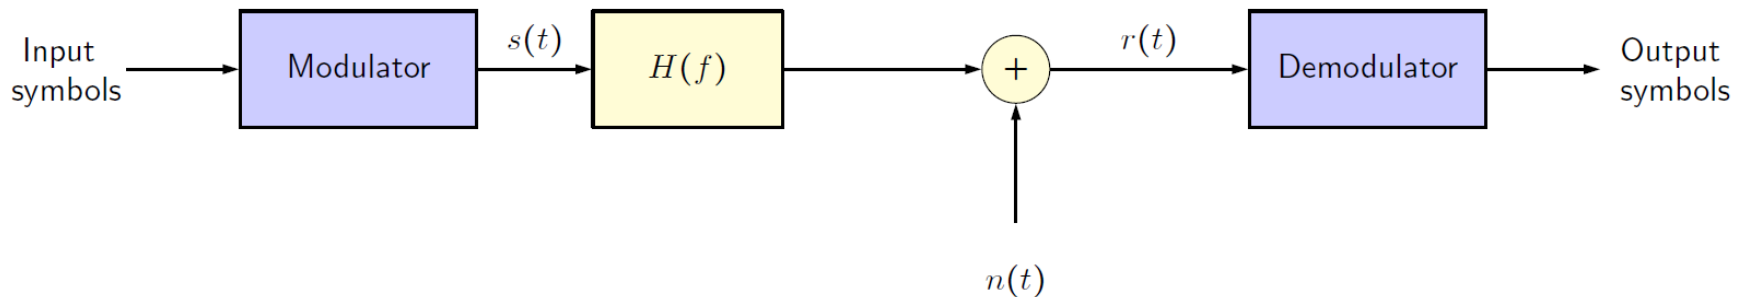 Input
symbols
Modulator
s(t)
H(f)
+
r(t)
Demodulator
Output
symbols
n(t)